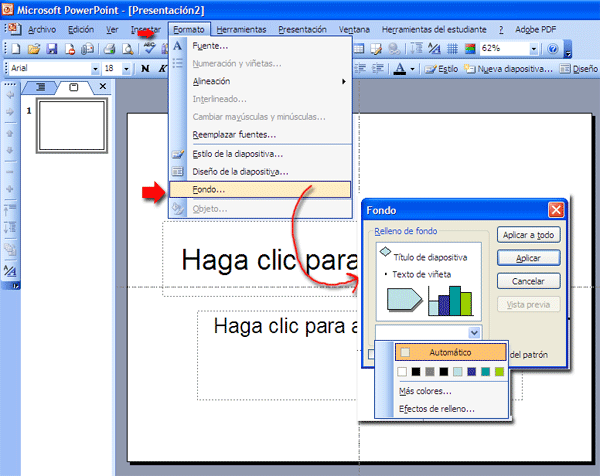 Microsoft PowerPoint - [Presentación2]
Archivo Edición Ver Insertar Formato Herramientas Presentación Ventana Herramientas del estudiante ? Adobe PDF
62%
Arial 18 N K Estilo Nueva diapositiva... Diseño
Fuente...
Numeración y viñetas...
Alineación
Interlineado...
Cambiar mayúsculas y minúsculas...
Reemplazar fuentes...
Estilo de la diapositiva...
Diseño de la diapositiva...
Fondo...
Objeto...
1
Haga clic para
Haga clic para a
Fondo
Relleno de fondo
Título de diapositiva
• Texto de viñeta
Aplicar a todo
Aplicar
Cancelar
Vista previa
del patrón
Automático
Más colores...
Efectos de relleno...